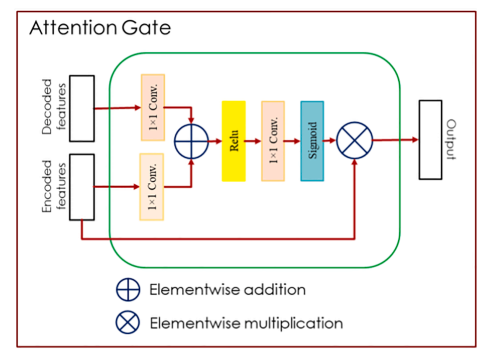 Attention Gate
Decoded
features
1×1 Conv.
Encoded
features
1×1 Conv.
Relu
1×1 Conv.
Sigmoid
Output
Elementwise addition
Elementwise multiplication